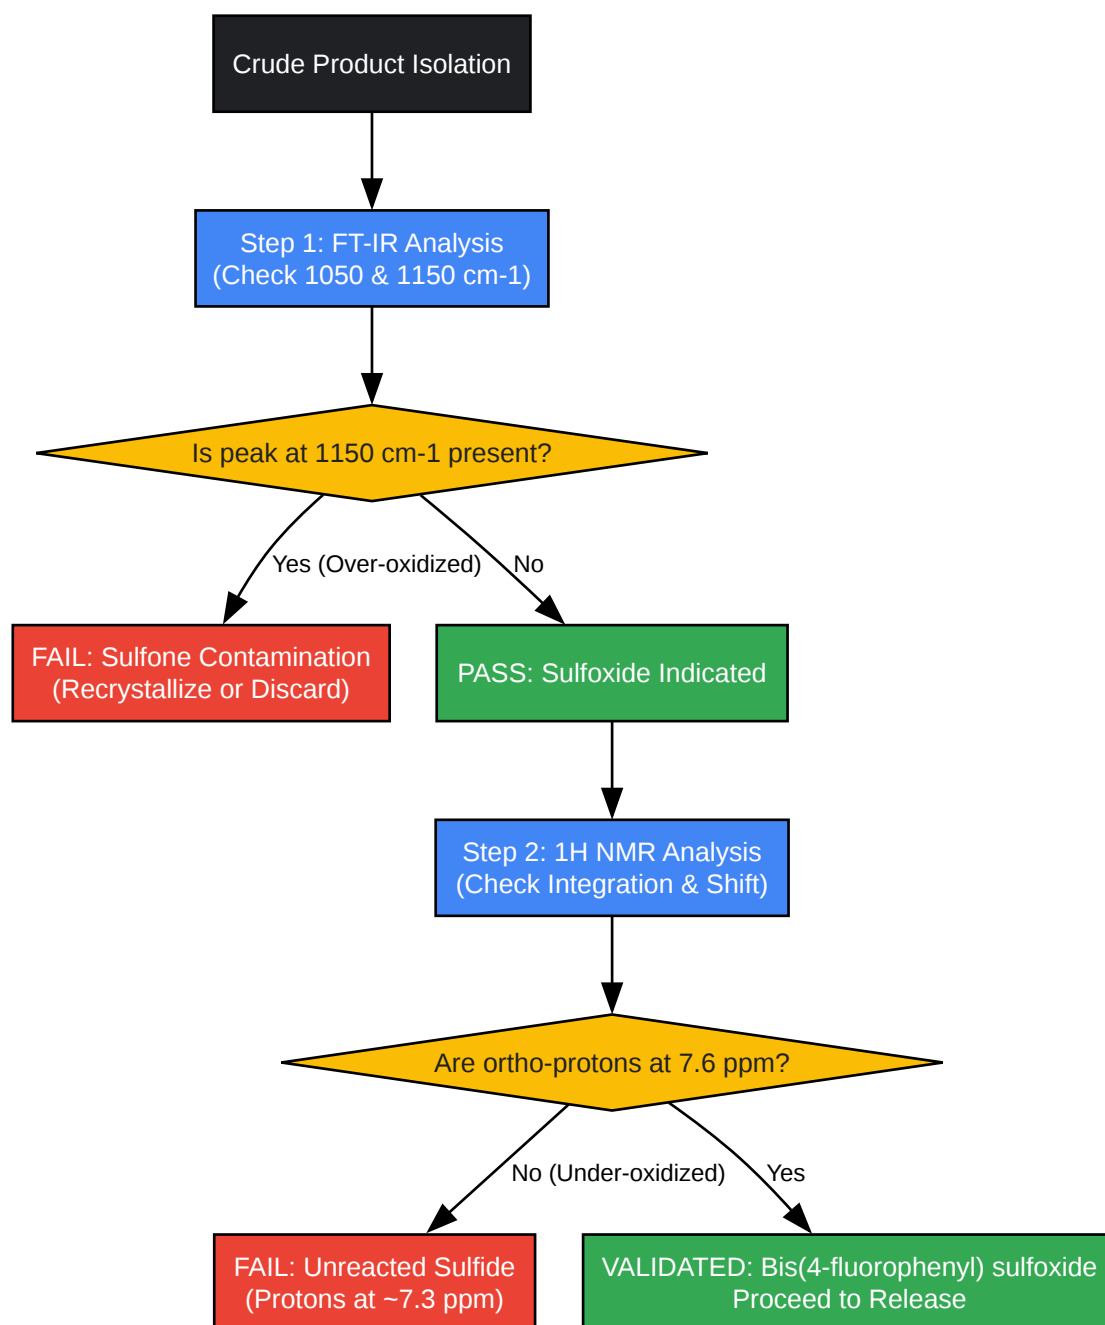 Crude Product Isolation
Step 1: FT-IR Analysis
(Check 1050 & 1150 cm-1)
Is peak at 1150 cm-1 present?
Yes (Over-oxidized)
No
FAIL: Sulfone Contamination
(Recrystallize or Discard)
PASS: Sulfoxide Indicated
Step 2: 1H NMR Analysis
(Check Integration & Shift)
Are ortho-protons at 7.6 ppm?
No (Under-oxidized)
Yes
FAIL: Unreacted Sulfide
(Protons at ~7.3 ppm)
VALIDATED: Bis(4-fluorophenyl) sulfoxide
Proceed to Release